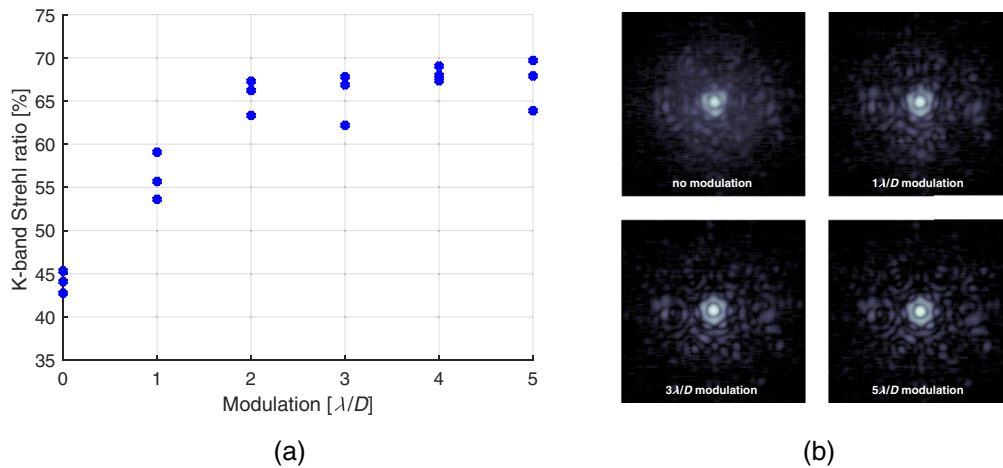 75
70
65
60
55
50
45
40
35
K-band Strehl ratio [%]
0 1 2 3 4 5
Modulation [λ/D]
(a)
no modulation
1λ/D modulation
3λ/D modulation
5λ/D modulation
(b)